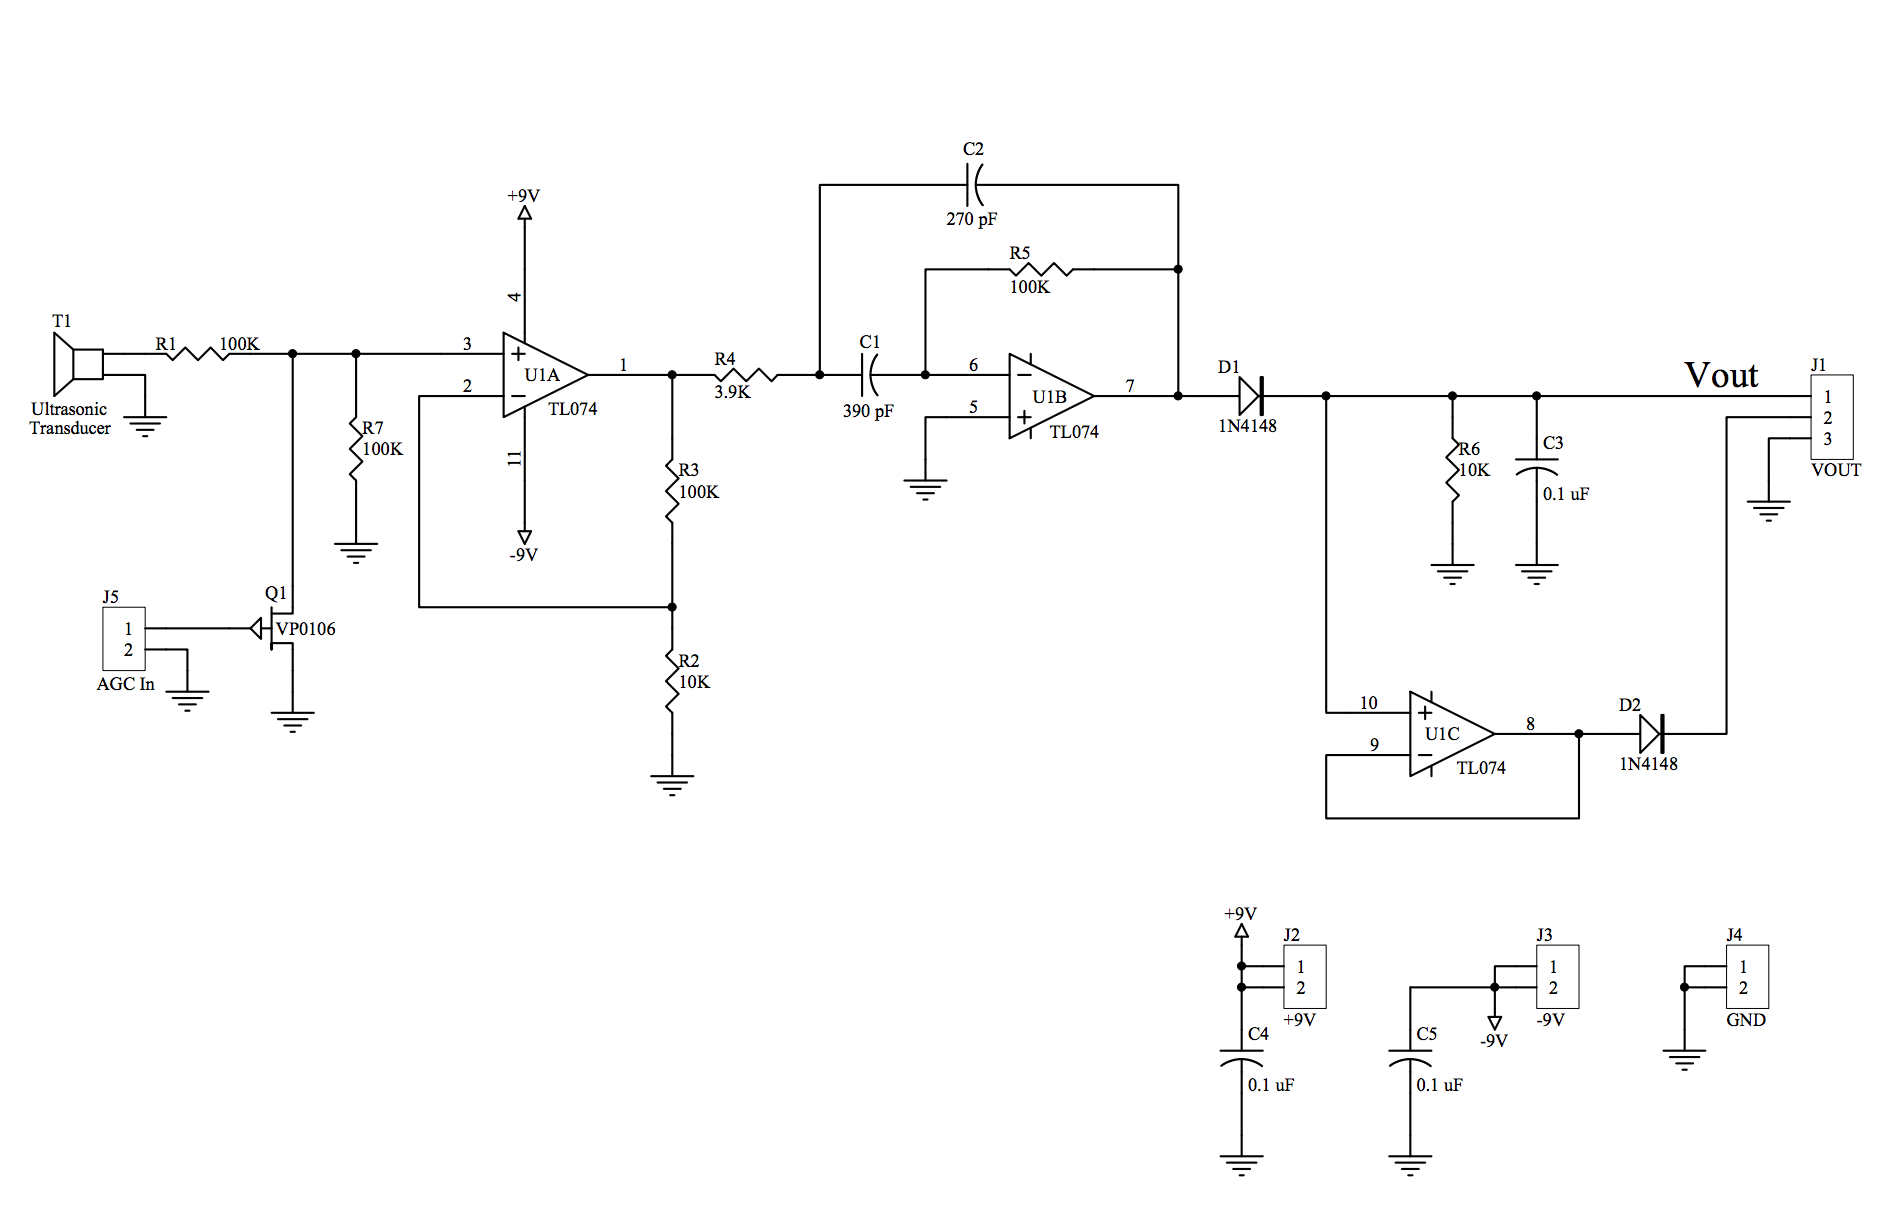 C2
270 pF
+9V
R5
100K
4
T1
R1 100K
3
2
U1A
TL074
1
R4
3.9K
C1
390 pF
6
5
U1B
TL074
7
D1
1N4148
Vout
J1
1
2
3
VOUT
Ultrasonic
Transducer
R7
100K
11
-9V
R3
100K
R6
10K
C3
0.1 uF
J5
1
2
AGC In
Q1
VP0106
R2
10K
10
9
U1C
TL074
8
D2
1N4148
+9V
J2
1
2
+9V
C4
0.1 uF
J3
1
2
-9V
-9V
C5
0.1 uF
J4
1
2
GND